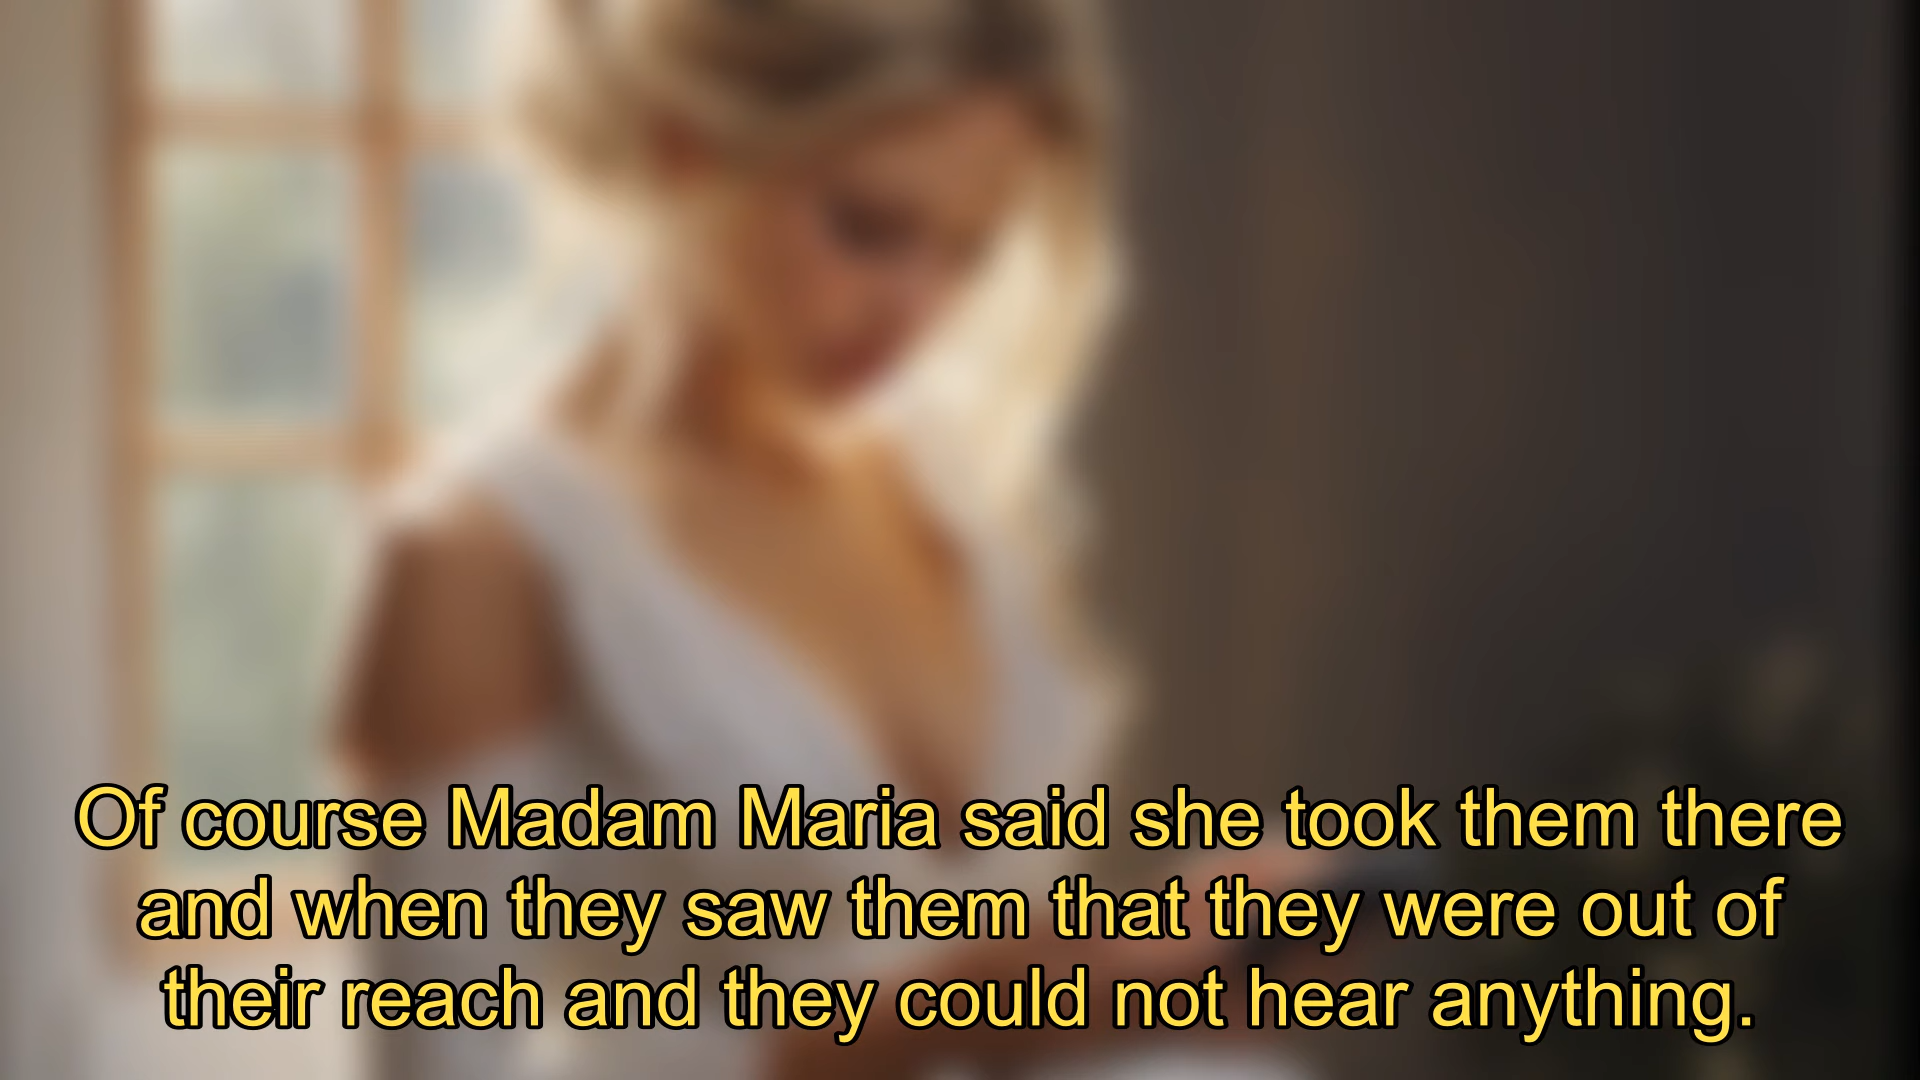 Of course Madam Maria said she took them there
and when they saw them that they were out of
their reach and they could not hear anything.